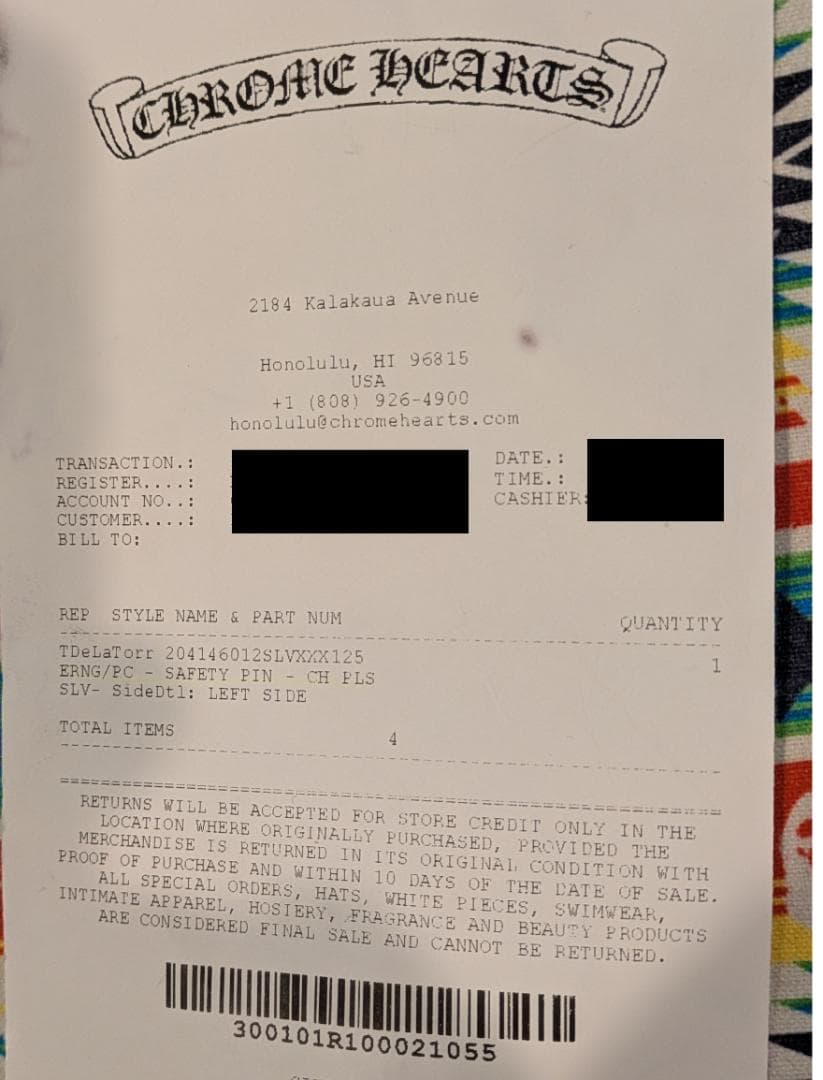 CHROME HEARTS
2184 Kalakaua Avenue
Honolulu, HI 96815
USA
+1 (808) 926-4900
honolulu@chromehearts.com
TRANSACTION.:
REGISTER....:
ACCOUNT NO..:
CUSTOMER....:
BILL TO:
DATE.:
TIME.:
CASHIER:
REP STYLE NAME & PART NUM QUANTITY
TDeLaTorr 204146012SLVXXX125 1
ERNG/PC - SAFETY PIN - CH PLS
SLV- SideDtl: LEFT SIDE
TOTAL ITEMS 4
RETURNS WILL BE ACCEPTED FOR STORE CREDIT ONLY IN THE
LOCATION WHERE ORIGINALLY PURCHASED, PROVIDED THE
MERCHANDISE IS RETURNED IN ITS ORIGINAL CONDITION WITH
PROOF OF PURCHASE AND WITHIN 10 DAYS OF THE DATE OF SALE.
ALL SPECIAL ORDERS, HATS, WHITE PIECES, SWIMWEAR,
INTIMATE APPAREL, HOSIERY, FRAGRANCE AND BEAUTY PRODUCTS
ARE CONSIDERED FINAL SALE AND CANNOT BE RETURNED.
300101R100021055